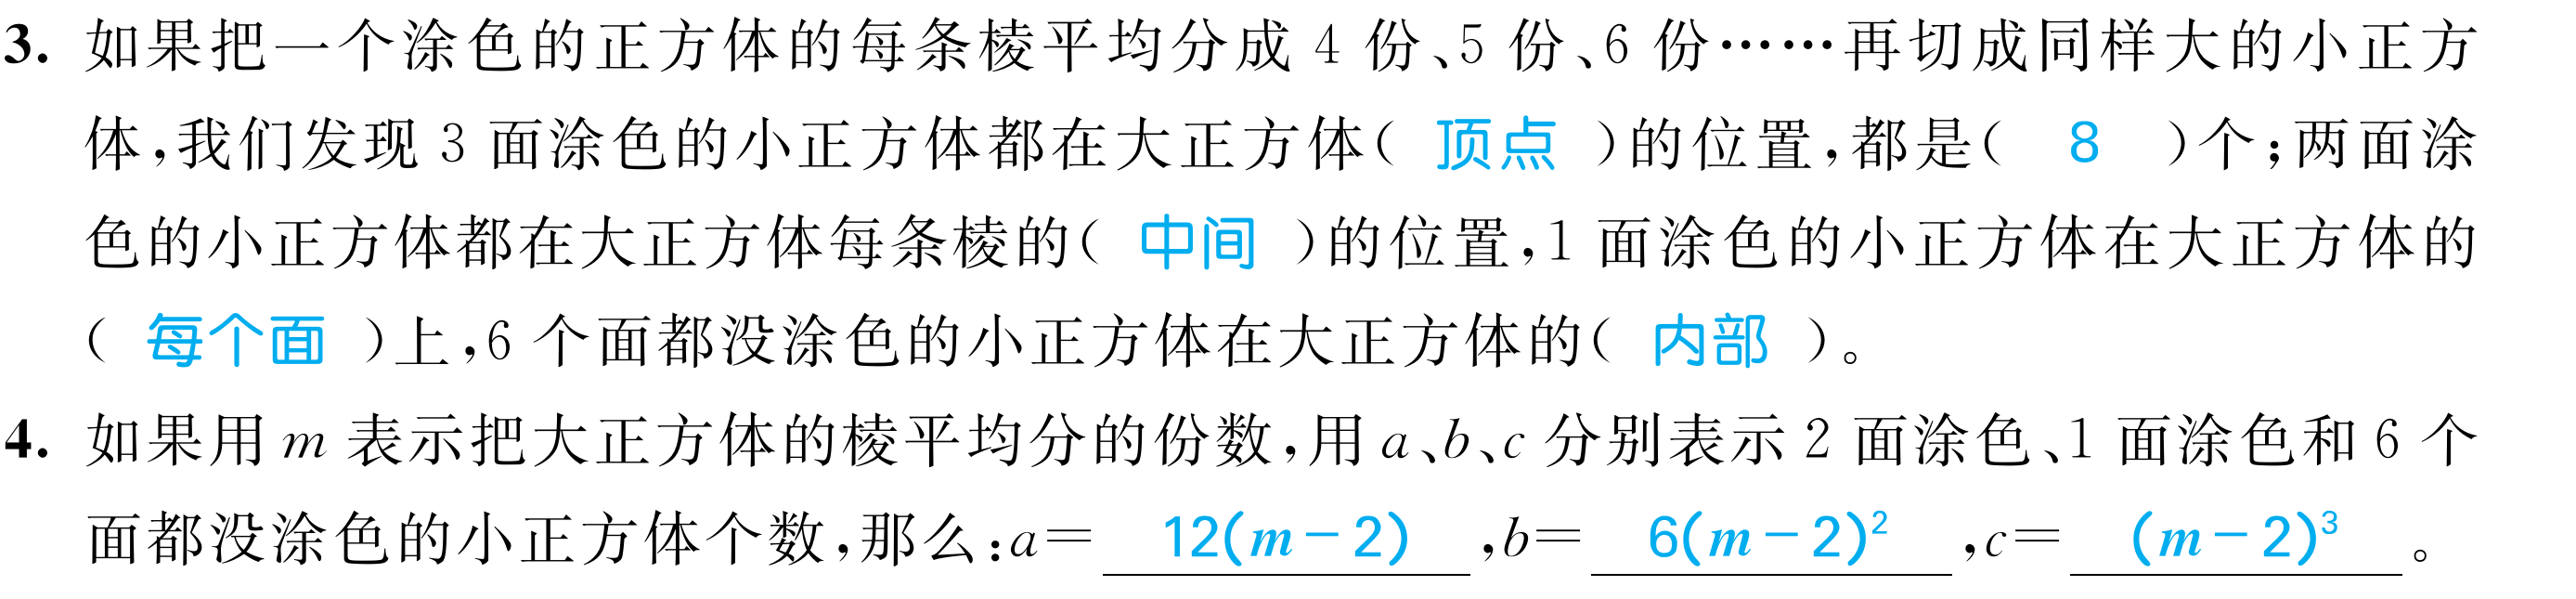 3. 如果把一个涂色的正方体的每条棱平均分成 4 份、5 份、6 份……再切成同样大的小正方
体,我们发现 3 面涂色的小正方体都在大正方体( 顶点 )的位置,都是( 8 )个;两面涂
色的小正方体都在大正方体每条棱的( 中间 )的位置,1 面涂色的小正方体在大正方体的
( 每个面 )上,6 个面都没涂色的小正方体在大正方体的( 内部 )。
4. 如果用 m 表示把大正方体的棱平均分的份数,用 a、b、c 分别表示 2 面涂色、1 面涂色和 6 个
面都没涂色的小正方体个数,那么:a= 12(m-2) ,b= 6(m-2)² ,c= (m-2)³ 。